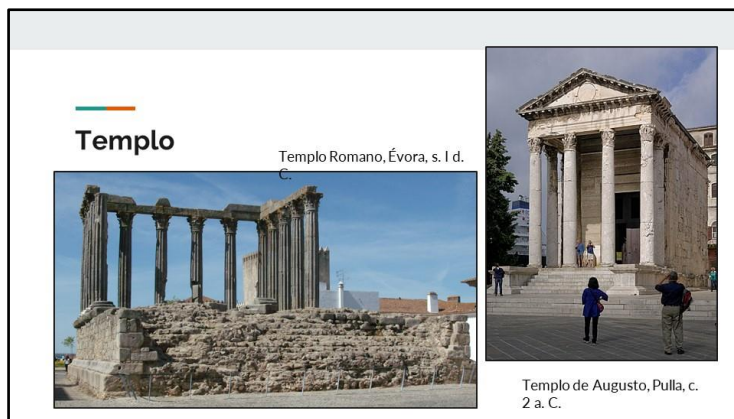 Templo
Templo Romano, Évora, s. I d.
C.
Templo de Augusto, Pulla, c.
2 a. C.